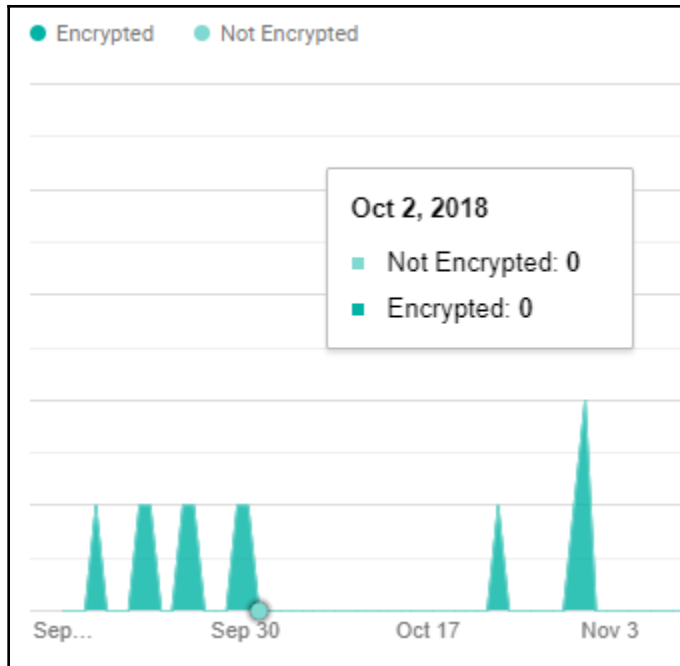 Encrypted Not Encrypted
Oct 2, 2018
Not Encrypted: 0
Encrypted: 0
Sep... Sep 30 Oct 17 Nov 3